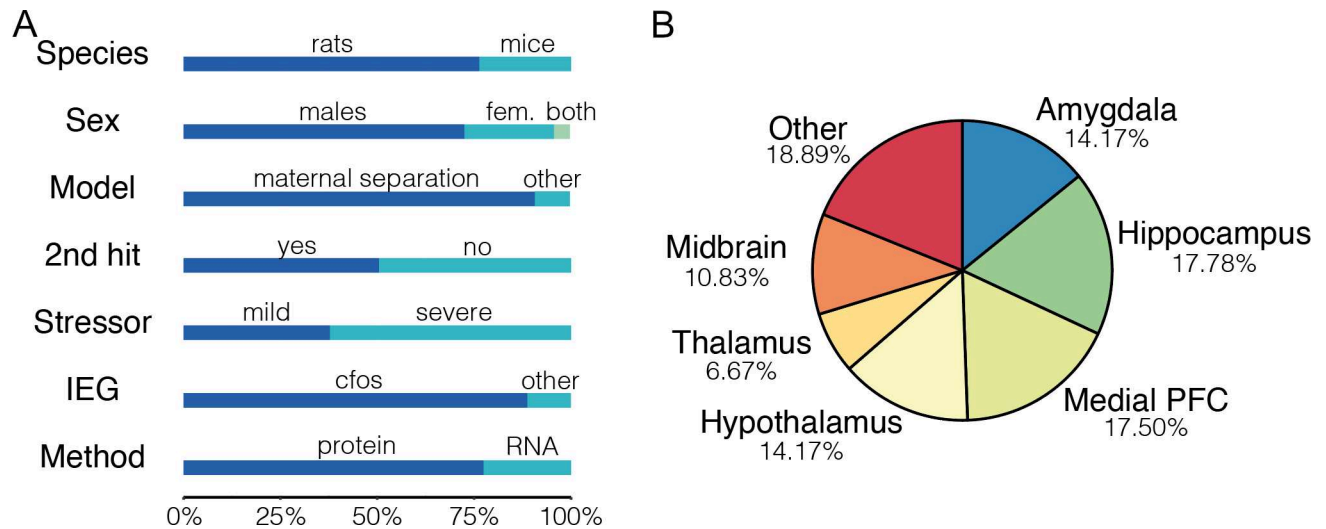 A
Species
rats mice
Sex
males fem. both
Model
maternal separation other
2nd hit
yes no
Stressor
mild severe
IEG
cfos other
Method
protein RNA
0% 25% 50% 75% 100%
B
Amygdala
14.17%
Hippocampus
17.78%
Medial PFC
17.50%
Hypothalamus
14.17%
Thalamus
6.67%
Midbrain
10.83%
Other
18.89%